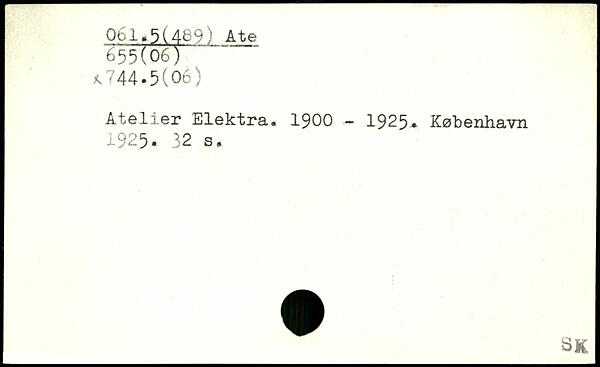 061.5(489) Ate
655(06)
x744.5(06)
Atelier Elektra. 1900 - 1925. København
1925. 32 s.
SK